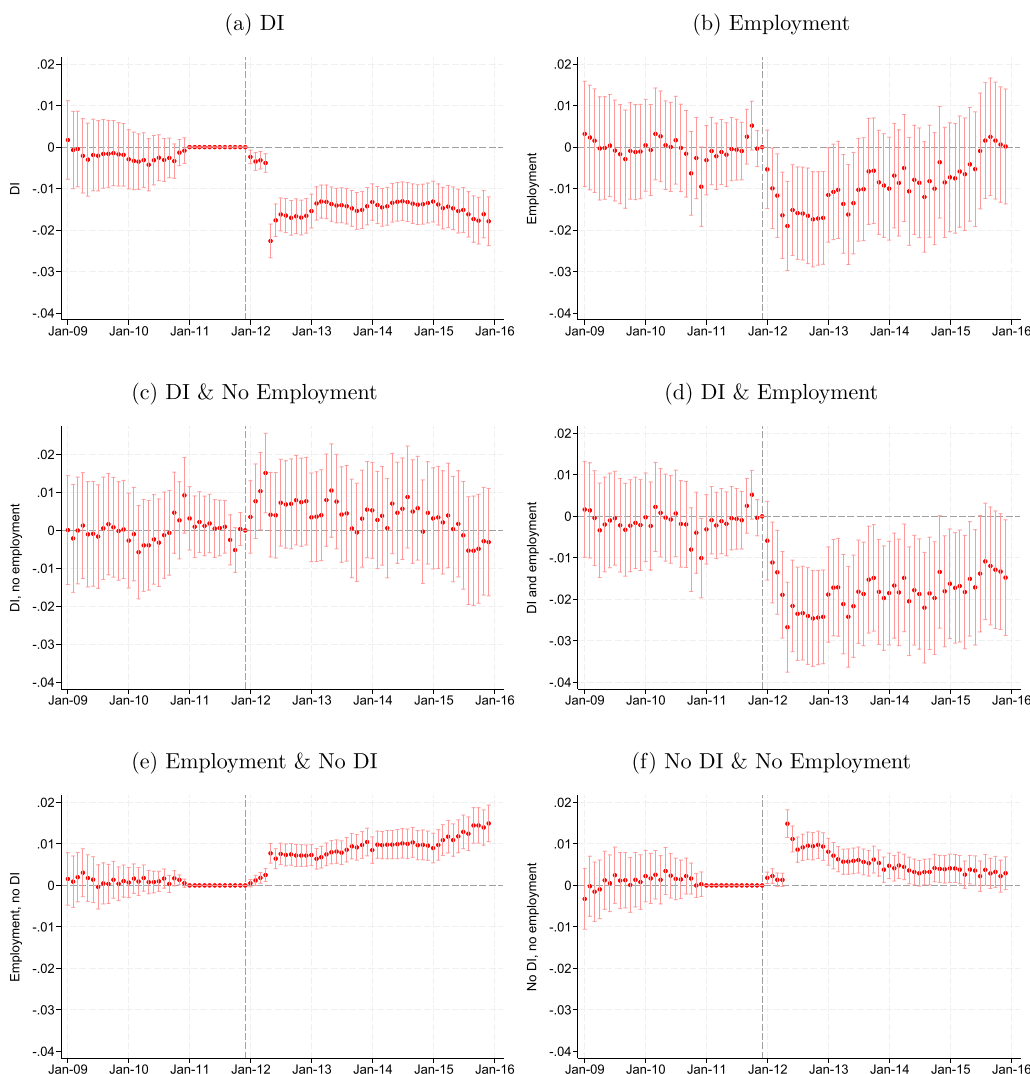 (a) DI
(b) Employment
.02
.01
0
-.01
-.02
-.03
-.04
DI
Jan-09 Jan-10 Jan-11 Jan-12 Jan-13 Jan-14 Jan-15 Jan-16
.02
.01
0
-.01
-.02
-.03
-.04
Employment
Jan-09 Jan-10 Jan-11 Jan-12 Jan-13 Jan-14 Jan-15 Jan-16
(c) DI & No Employment
(d) DI & Employment
.02
.01
0
-.01
-.02
-.03
-.04
DI, no employment
Jan-09 Jan-10 Jan-11 Jan-12 Jan-13 Jan-14 Jan-15 Jan-16
.02
.01
0
-.01
-.02
-.03
-.04
DI and employment
Jan-09 Jan-10 Jan-11 Jan-12 Jan-13 Jan-14 Jan-15 Jan-16
(e) Employment & No DI
(f) No DI & No Employment
.02
.01
0
-.01
-.02
-.03
-.04
Employment, no DI
Jan-09 Jan-10 Jan-11 Jan-12 Jan-13 Jan-14 Jan-15 Jan-16
.02
.01
0
-.01
-.02
-.03
-.04
No DI, no employment
Jan-09 Jan-10 Jan-11 Jan-12 Jan-13 Jan-14 Jan-15 Jan-16